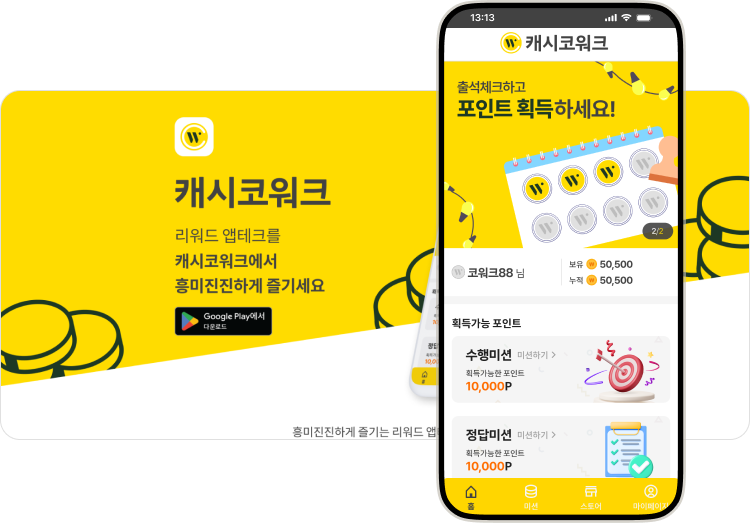 캐시코워크
리워드 앱테크를
캐시코워크에서
흥미진진하게 즐기세요
Google Play에서
다운로드
흥미진진하게 즐기는 리워드 앱테
정답
10,00
홈
13:13
캐시코워크
출석체크하고
포인트 획득하세요!
2/2
코워크88 님
보유 50,500
누적 50,500
획득가능 포인트
수행미션 미션하기 >
획득가능한 포인트
10,000P
정답미션 미션하기 >
획득가능한 포인트
10,000P
홈 미션 스토어 마이페이지